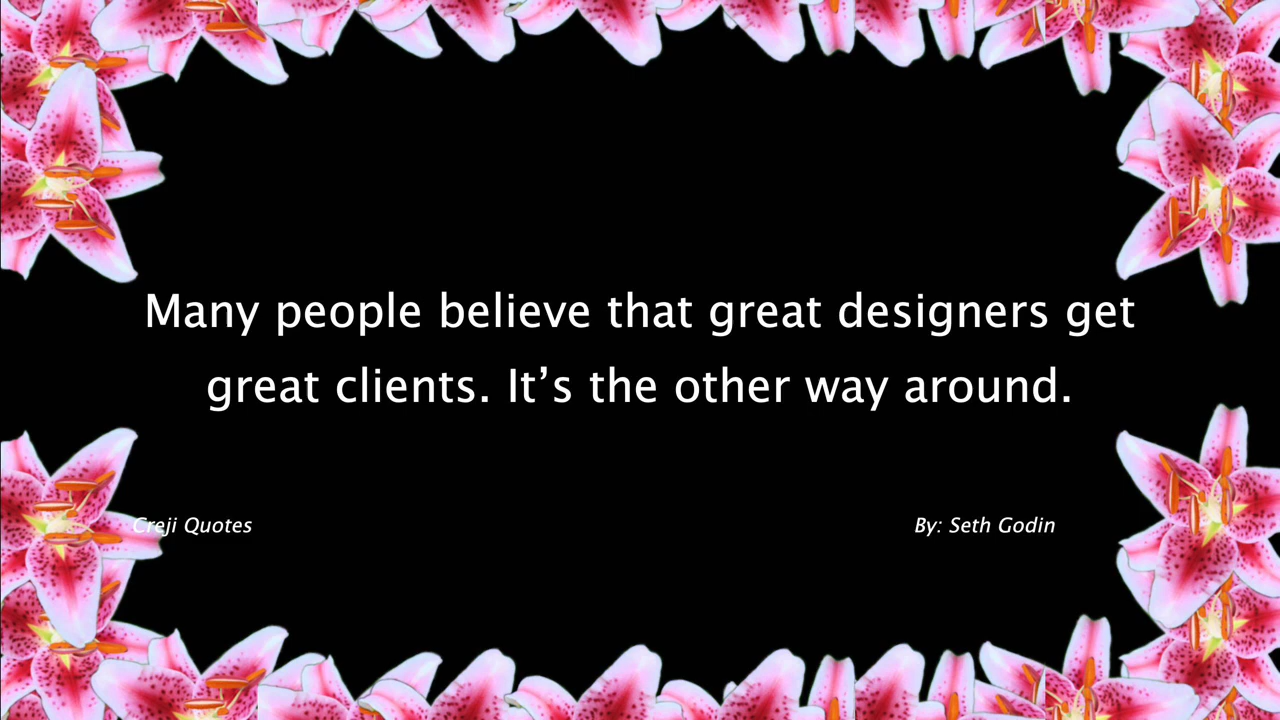 Many people believe that great designers get
great clients. It’s the other way around.
Creji Quotes
By: Seth Godin